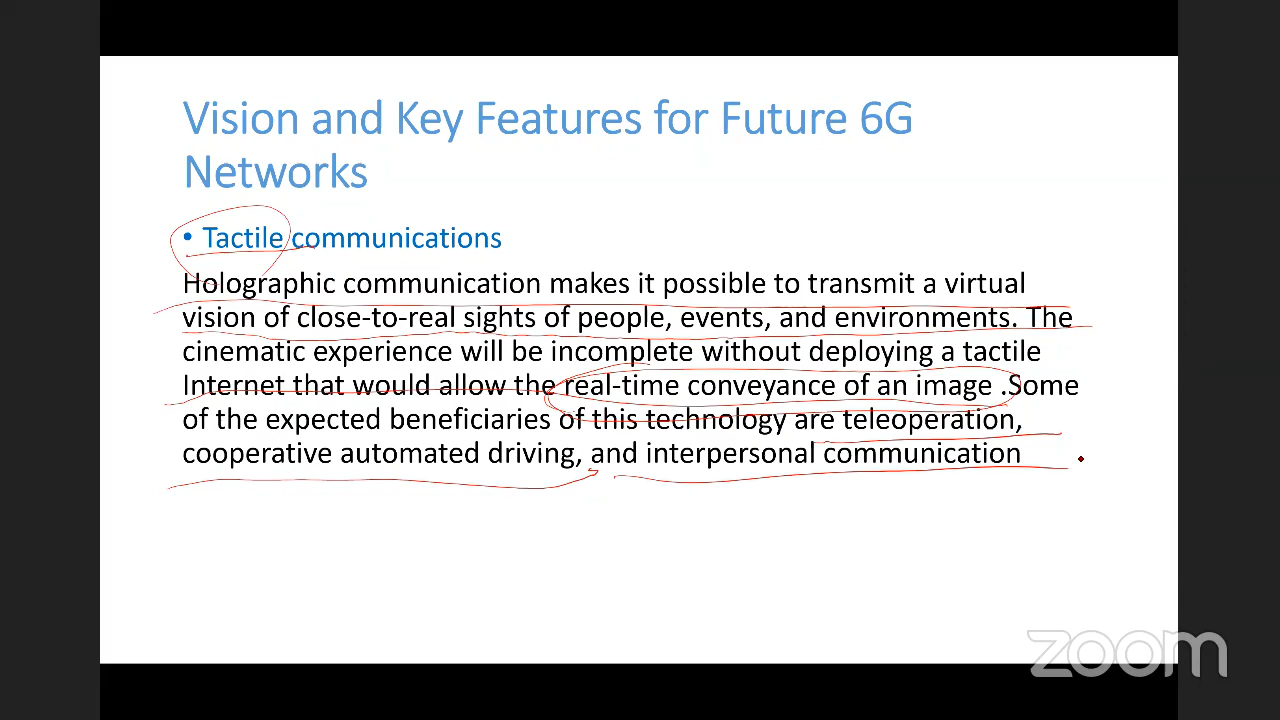 Vision and Key Features for Future 6G
Networks
• Tactile communications
Holographic communication makes it possible to transmit a virtual
vision of close-to-real sights of people, events, and environments. The
cinematic experience will be incomplete without deploying a tactile
Internet that would allow the real-time conveyance of an image .Some
of the expected beneficiaries of this technology are teleoperation,
cooperative automated driving, and interpersonal communication
zoom